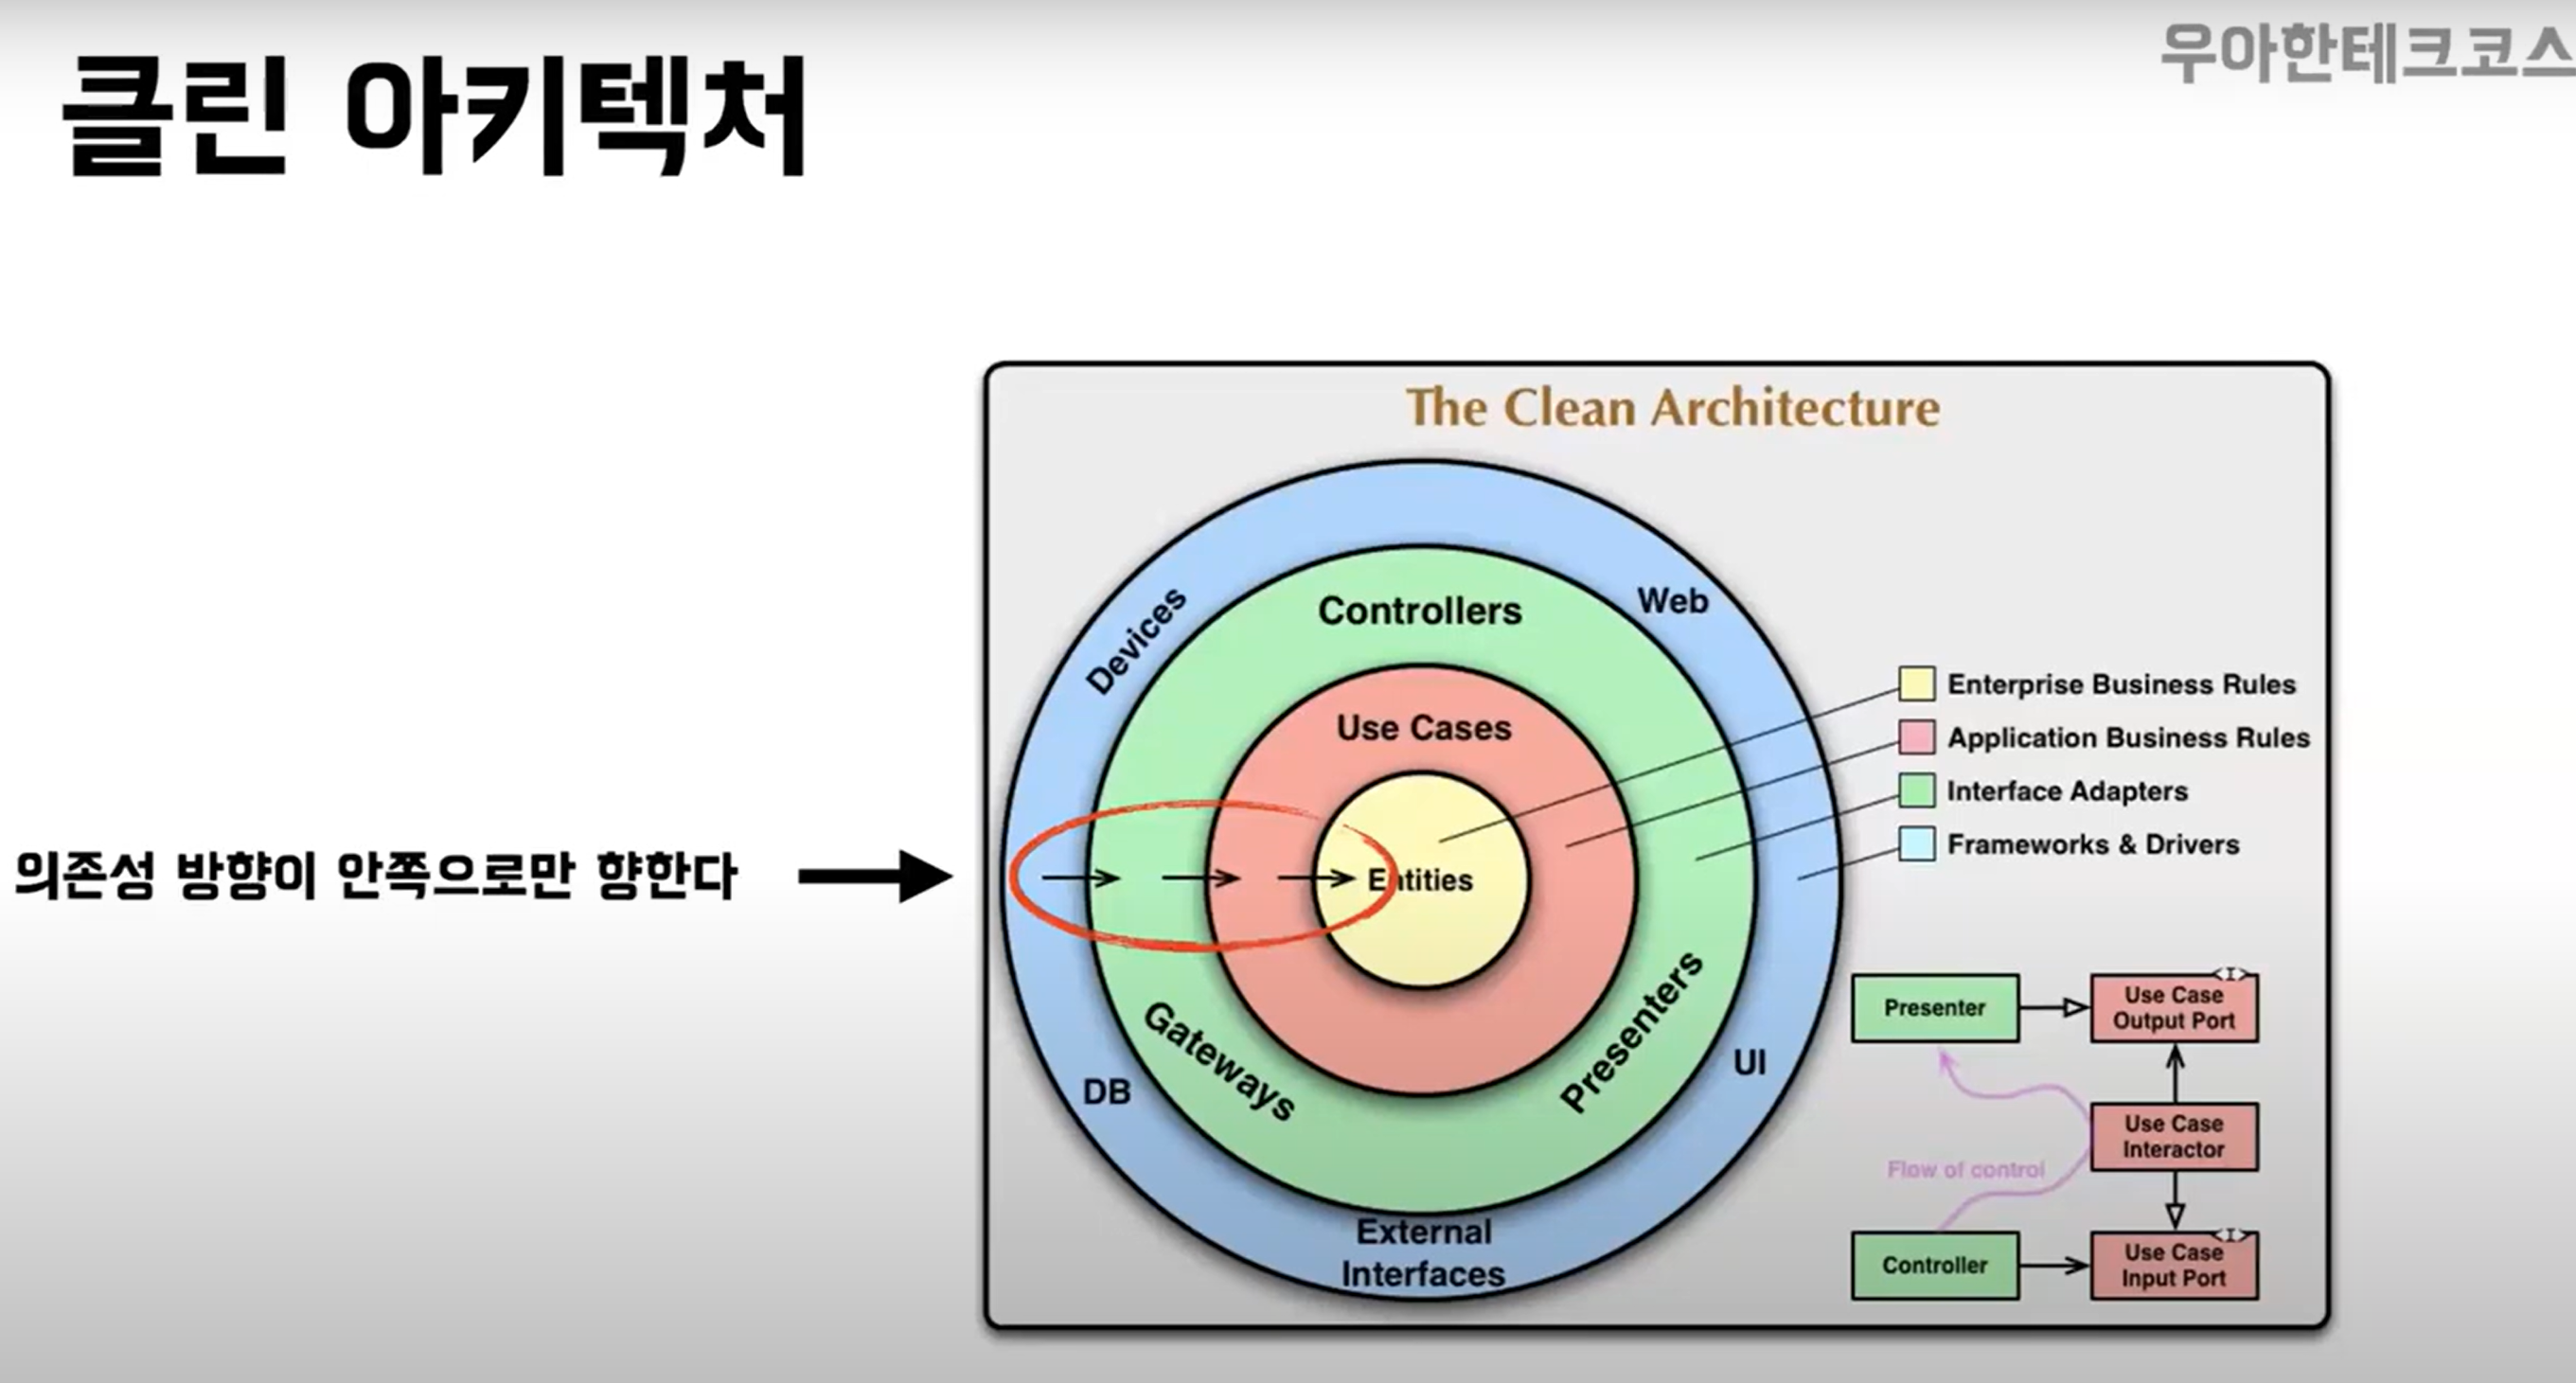 우아한테크코스
클린 아키텍처
The Clean Architecture
Devices
Web
Controllers
Use Cases
Entities
Gateways
Presenters
DB
UI
External
Interfaces
Enterprise Business Rules
Application Business Rules
Interface Adapters
Frameworks & Drivers
의존성 방향이 안쪽으로만 향한다
Presenter
<I>
Use Case
Output Port
Use Case
Interactor
Flow of control
Controller
<I>
Use Case
Input Port